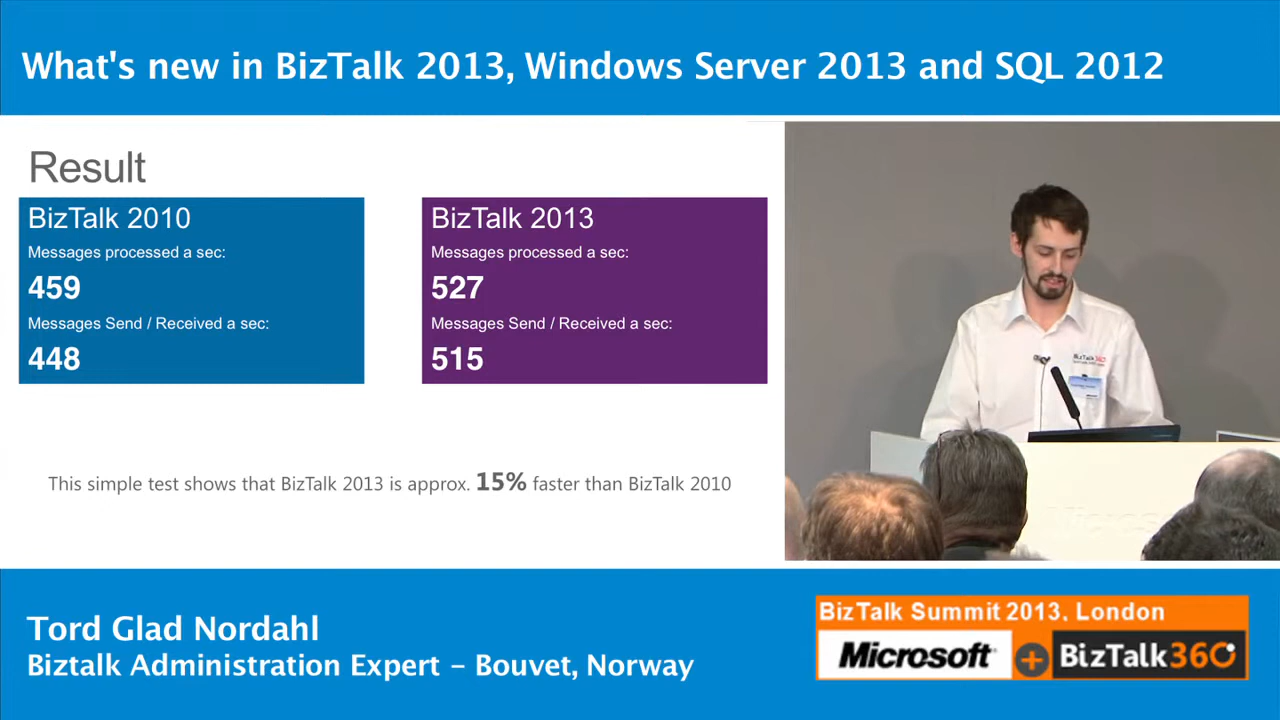 What's new in BizTalk 2013, Windows Server 2013 and SQL 2012
Result
BizTalk 2010
Messages processed a sec:
459
Messages Send / Received a sec:
448
BizTalk 2013
Messages processed a sec:
527
Messages Send / Received a sec:
515
This simple test shows that BizTalk 2013 is approx. 15% faster than BizTalk 2010
BizTalk360
Tord Glad Nordahl
Biztalk Administration Expert – Bouvet, Norway
BizTalk Summit 2013, London
Microsoft + BizTalk360